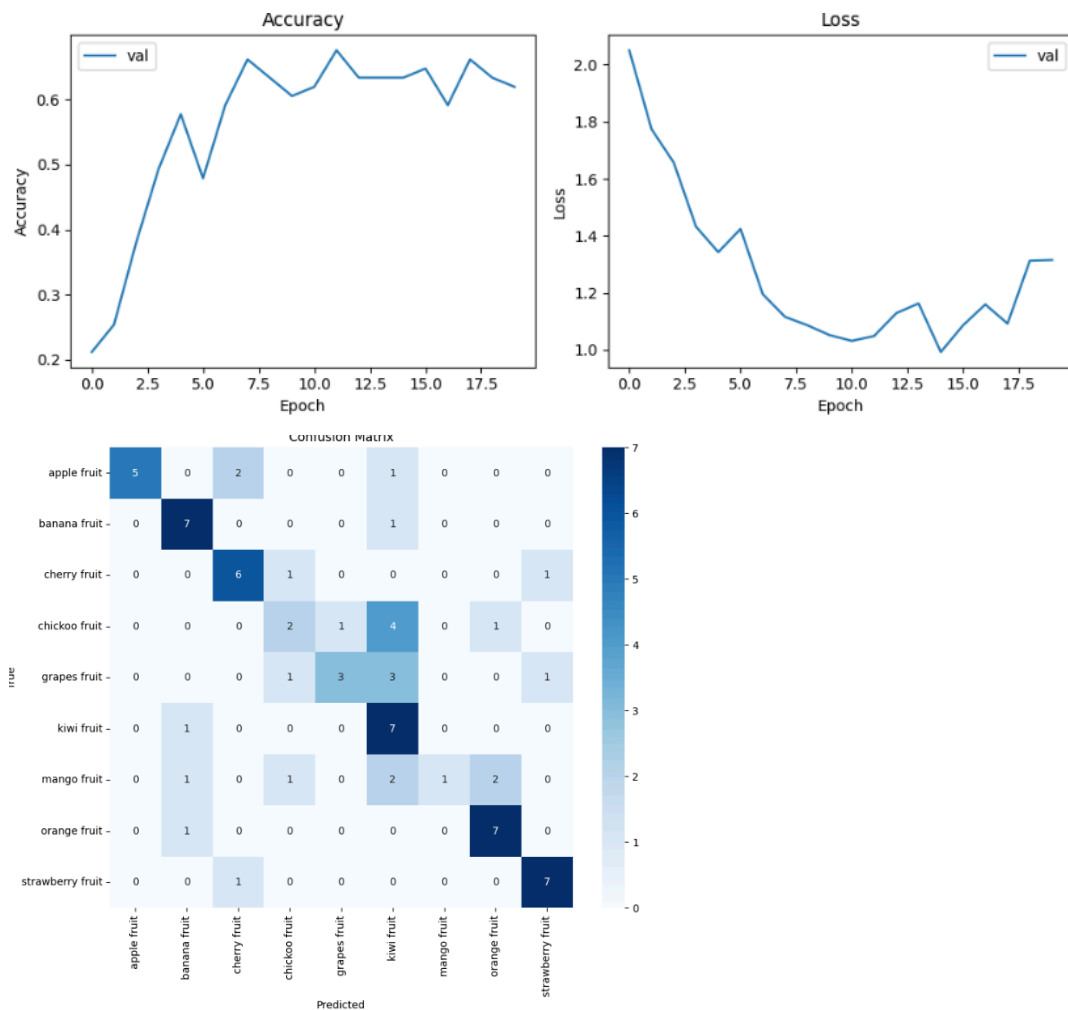 Accuracy
val
0.6
0.5
0.4
0.3
0.2
Accuracy
0.0 2.5 5.0 7.5 10.0 12.5 15.0 17.5
Epoch
Loss
val
2.0
1.8
1.6
1.4
1.2
1.0
Loss
0.0 2.5 5.0 7.5 10.0 12.5 15.0 17.5
Epoch
Confusion Matrix
apple fruit 5 0 2 0 0 1 0 0 0
banana fruit 0 7 0 0 0 1 0 0 0
cherry fruit 0 0 6 1 0 0 0 0 1
chickoo fruit 0 0 0 2 1 4 0 1 0
grapes fruit 0 0 0 1 3 3 0 0 1
kiwi fruit 0 1 0 0 0 7 0 0 0
mango fruit 0 1 0 1 0 2 1 2 0
orange fruit 0 1 0 0 0 0 0 7 0
strawberry fruit 0 0 1 0 0 0 0 0 7
True
apple fruit
banana fruit
cherry fruit
chickoo fruit
grapes fruit
kiwi fruit
mango fruit
orange fruit
strawberry fruit
Predicted
7
6
5
4
3
2
1
0